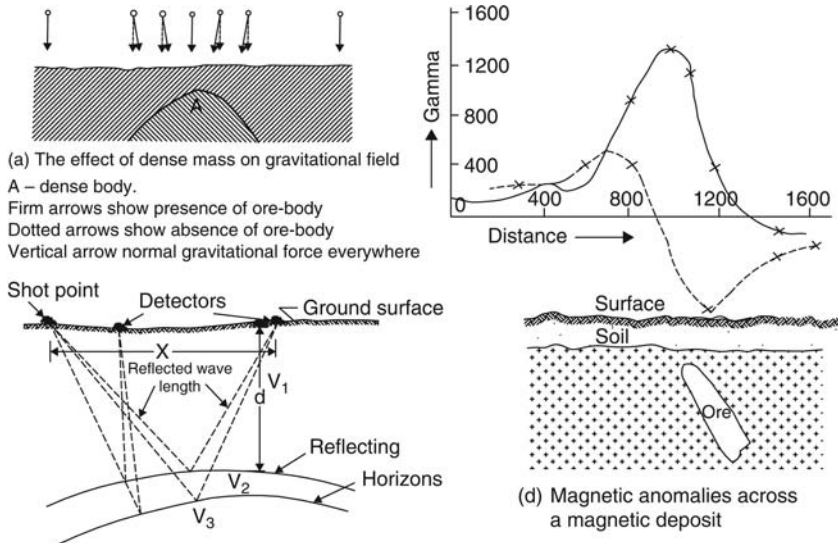 A
(a) The effect of dense mass on gravitational field
A – dense body.
Firm arrows show presence of ore-body
Dotted arrows show absence of ore-body
Vertical arrow normal gravitational force everywhere
Shot point
Detectors
Ground surface
X
Reflected wave
length
V1
d
Reflecting
V2
Horizons
V3
1600
1200
800
400
0
Gamma
400
800
1200
1600
Distance
Surface
Soil
Ore
(d) Magnetic anomalies across
a magnetic deposit